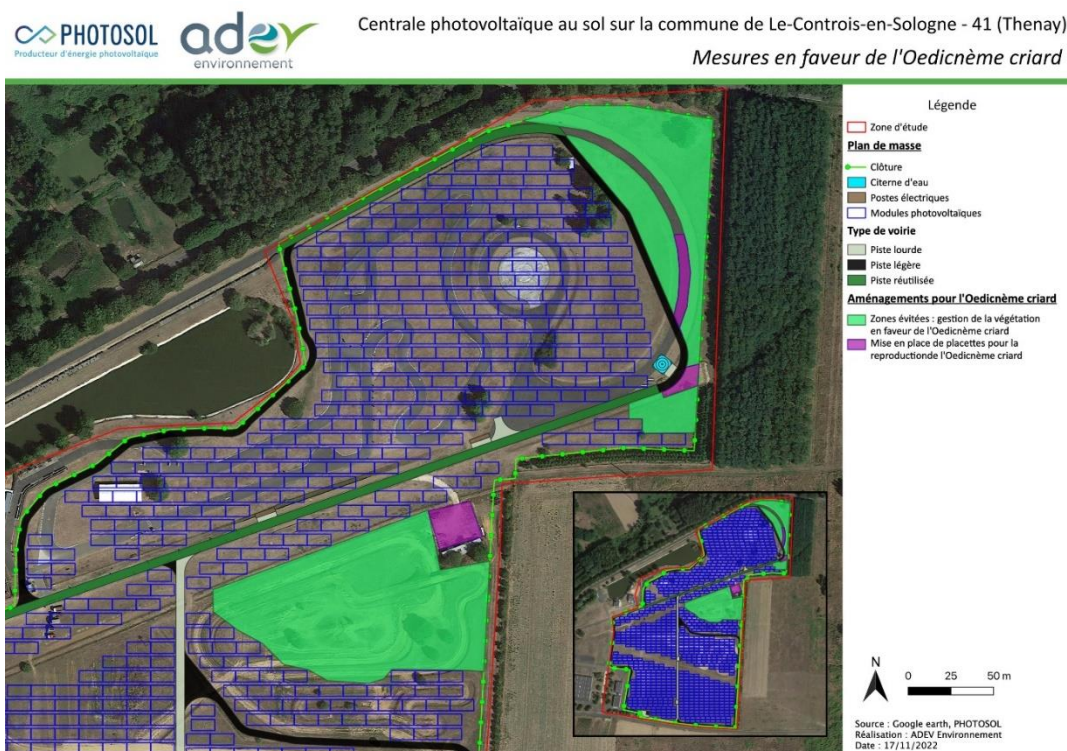 PHOTOSOL
Producteur d'énergie photovoltaïque
adev
environnement
Centrale photovoltaïque au sol sur la commune de Le-Controis-en-Sologne - 41 (Thenay)
Mesures en faveur de l'Oedicnème criard
Légende
Zone d'étude
Plan de masse
Clôture
Citerne d'eau
Postes électriques
Modules photovoltaïques
Type de voirie
Piste lourde
Piste légère
Piste réutilisée
Aménagements pour l'Oedicnème criard
Zones évitées : gestion de la végétation
en faveur de l'Oedicnème criard
Mise en place de placettes pour la
reproductionde l'Oedicnème criard
N
0 25 50 m
Source : Google earth, PHOTOSOL
Réalisation : ADEV Environnement
Date : 17/11/2022